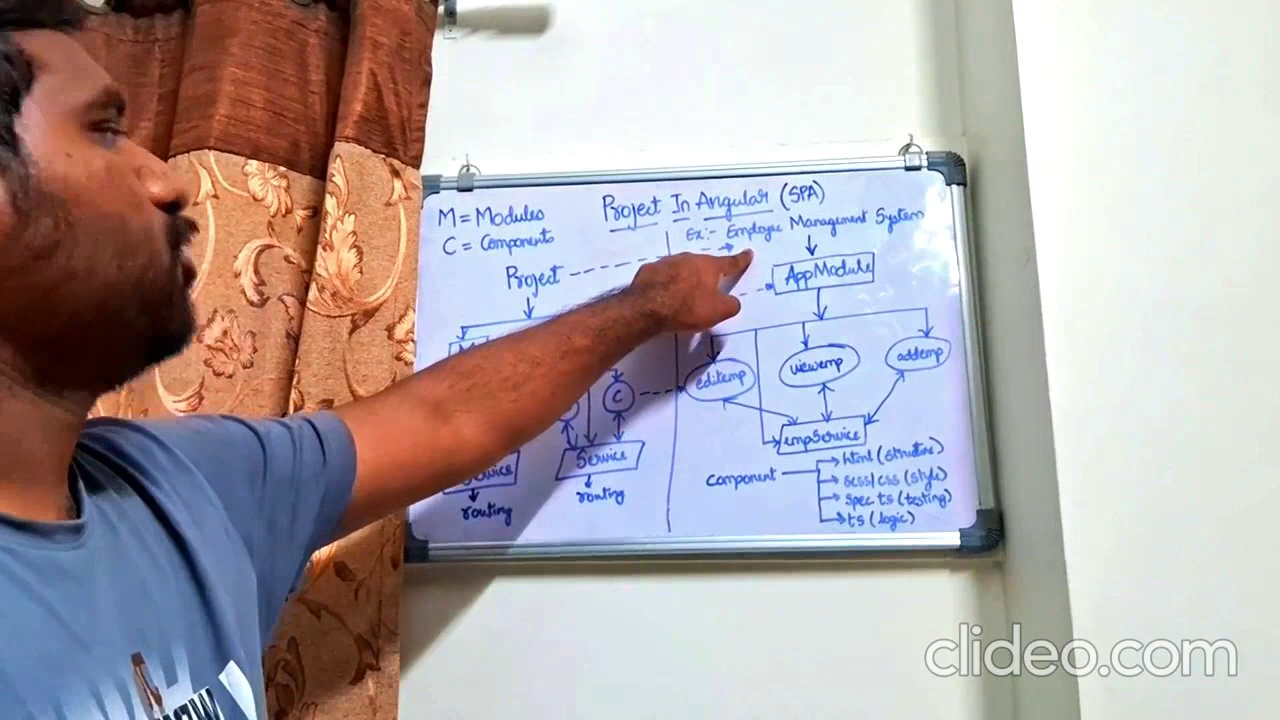 Project In Angular (SPA)
M = Modules
C = Components
Ex:- Employee Management System
Project
AppModule
editemp
viewemp
addemp
C
empService
Service
routing
routing
component
html (structure)
scss/css (style)
spec ts (testing)
ts (logic)
clideo.com